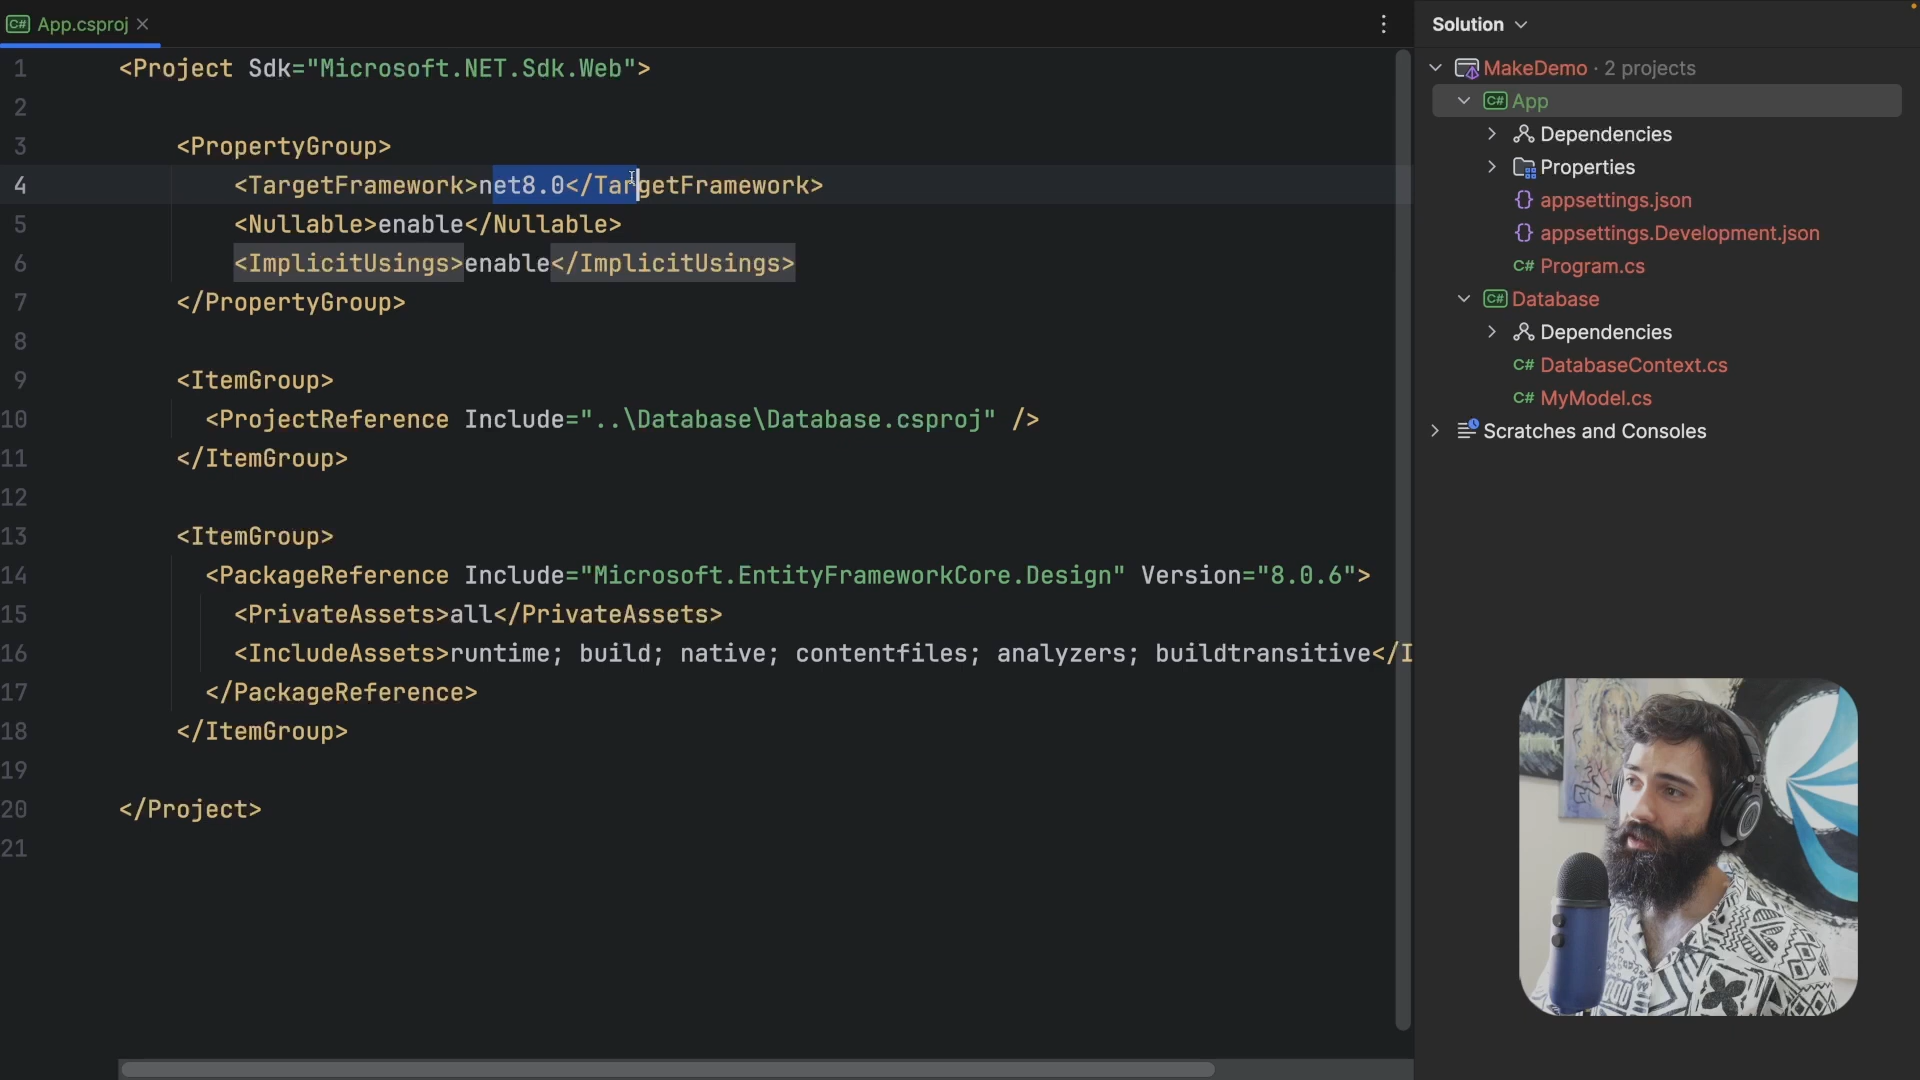 C# App.csproj
1 <Project Sdk="Microsoft.NET.Sdk.Web">
2
3 <PropertyGroup>
4 <TargetFramework>net8.0</TargetFramework>
5 <Nullable>enable</Nullable>
6 <ImplicitUsings>enable</ImplicitUsings>
7 </PropertyGroup>
8
9 <ItemGroup>
10 <ProjectReference Include="..\Database\Database.csproj" />
11 </ItemGroup>
12
13 <ItemGroup>
14 <PackageReference Include="Microsoft.EntityFrameworkCore.Design" Version="8.0.6">
15 <PrivateAssets>all</PrivateAssets>
16 <IncludeAssets>runtime; build; native; contentfiles; analyzers; buildtransitive</I
17 </PackageReference>
18 </ItemGroup>
19
20 </Project>
21
Solution
MakeDemo · 2 projects
C# App
Dependencies
Properties
{} appsettings.json
{} appsettings.Development.json
C# Program.cs
C# Database
Dependencies
C# DatabaseContext.cs
C# MyModel.cs
Scratches and Consoles